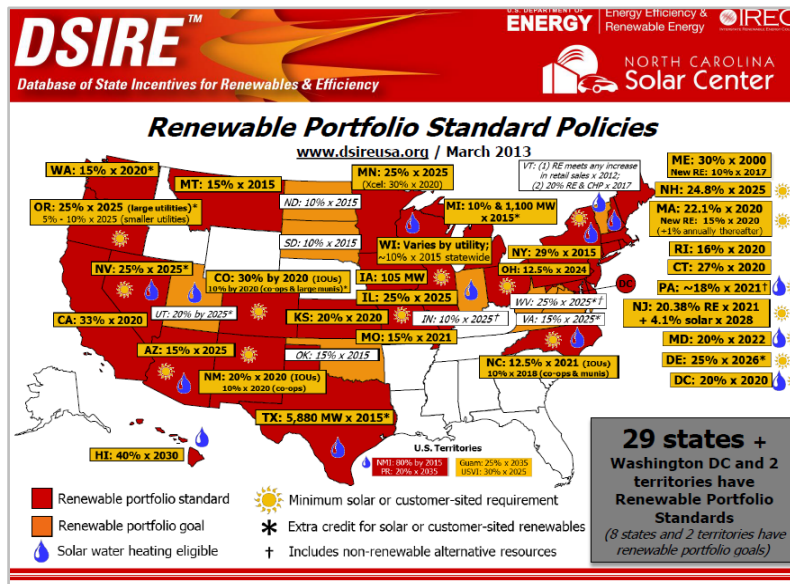 DSIRE™
Database of State Incentives for Renewables & Efficiency
U.S. DEPARTMENT OF
ENERGY
Energy Efficiency &
Renewable Energy
IREC
NORTH CAROLINA
Solar Center
Renewable Portfolio Standard Policies
www.dsireusa.org / March 2013
WA: 15% x 2020*
OR: 25% x 2025 (large utilities)*
5% - 10% x 2025 (smaller utilities)
MT: 15% x 2015
ND: 10% x 2015
SD: 10% x 2015
MN: 25% x 2025
(Xcel: 30% x 2020)
WI: Varies by utility;
~10% x 2015 statewide
MI: 10% & 1,100 MW
x 2015*
VT: (1) RE meets any increase
in retail sales x 2012;
(2) 20% RE & CHP x 2017
NY: 29% x 2015
OH: 12.5% x 2024
NV: 25% x 2025*
CO: 30% by 2020 (IOUs)
10% by 2020 (co-ops & large munis)*
IA: 105 MW
IL: 25% x 2025
IN: 10% x 2025†
WV: 25% x 2025*†
VA: 15% x 2025*
DC
CA: 33% x 2020
UT: 20% by 2025*
KS: 20% x 2020
MO: 15% x 2021
AZ: 15% x 2025
OK: 15% x 2015
NM: 20% x 2020 (IOUs)
10% x 2020 (co-ops)
NC: 12.5% x 2021 (IOUs)
10% x 2018 (co-ops & munis)
TX: 5,880 MW x 2015*
HI: 40% x 2030
ME: 30% x 2000
New RE: 10% x 2017
NH: 24.8% x 2025
MA: 22.1% x 2020
New RE: 15% x 2020
(+1% annually thereafter)
RI: 16% x 2020
CT: 27% x 2020
PA: ~18% x 2021†
NJ: 20.38% RE x 2021
+ 4.1% solar x 2028
MD: 20% x 2022
DE: 25% x 2026*
DC: 20% x 2020
U.S. Territories
NMI: 80% by 2015
PR: 20% x 2035
Guam: 25% x 2035
USVI: 30% x 2025
Renewable portfolio standard
Renewable portfolio goal
Solar water heating eligible
Minimum solar or customer-sited requirement
* Extra credit for solar or customer-sited renewables
† Includes non-renewable alternative resources
29 states +
Washington DC and 2
territories have
Renewable Portfolio
Standards
(8 states and 2 territories have
renewable portfolio goals)